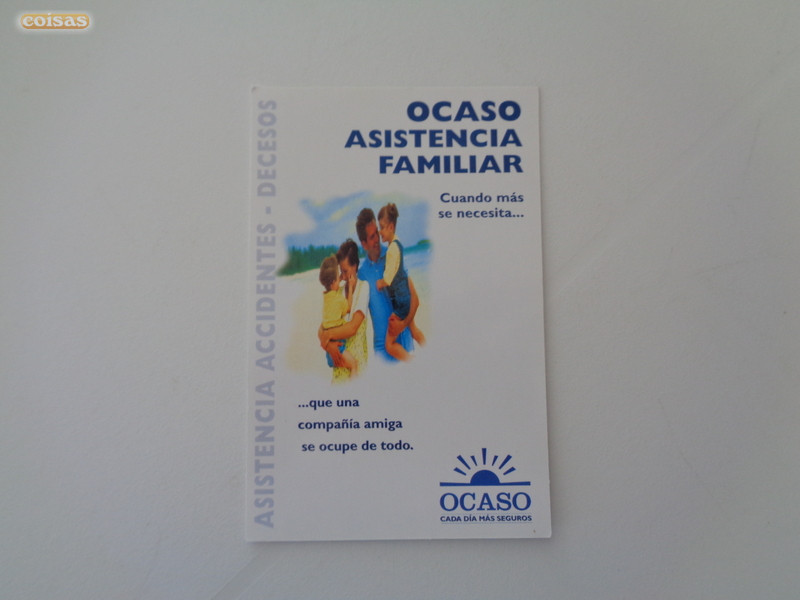 coisas
OCASO
ASISTENCIA
FAMILIAR
Cuando más
se necesita...
ASISTENCIA ACCIDENTES - DECESOS
...que una
compañía amiga
se ocupe de todo.
OCASO
CADA DÍA MÁS SEGUROS